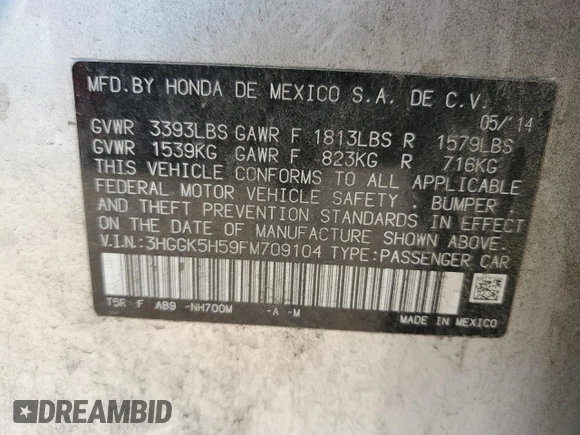 MFD.BY HONDA DE MEXICO S.A. DE C.V.
05/14
GVWR 3393LBS GAWR F 1813LBS R 1579LBS
GVWR 1539KG GAWR F 823KG R 716KG
THIS VEHICLE CONFORMS TO ALL APPLICABLE
FEDERAL MOTOR VEHICLE SAFETY, BUMPER,
AND THEFT PREVENTION STANDARDS IN EFFECT
ON THE DATE OF MANUFACTURE SHOWN ABOVE.
V.I.N.:3HGGK5H59FM709104 TYPE:PASSENGER CAR
T5R F AB9 -NH700M -A -M
MADE IN MEXICO
DREAMBID